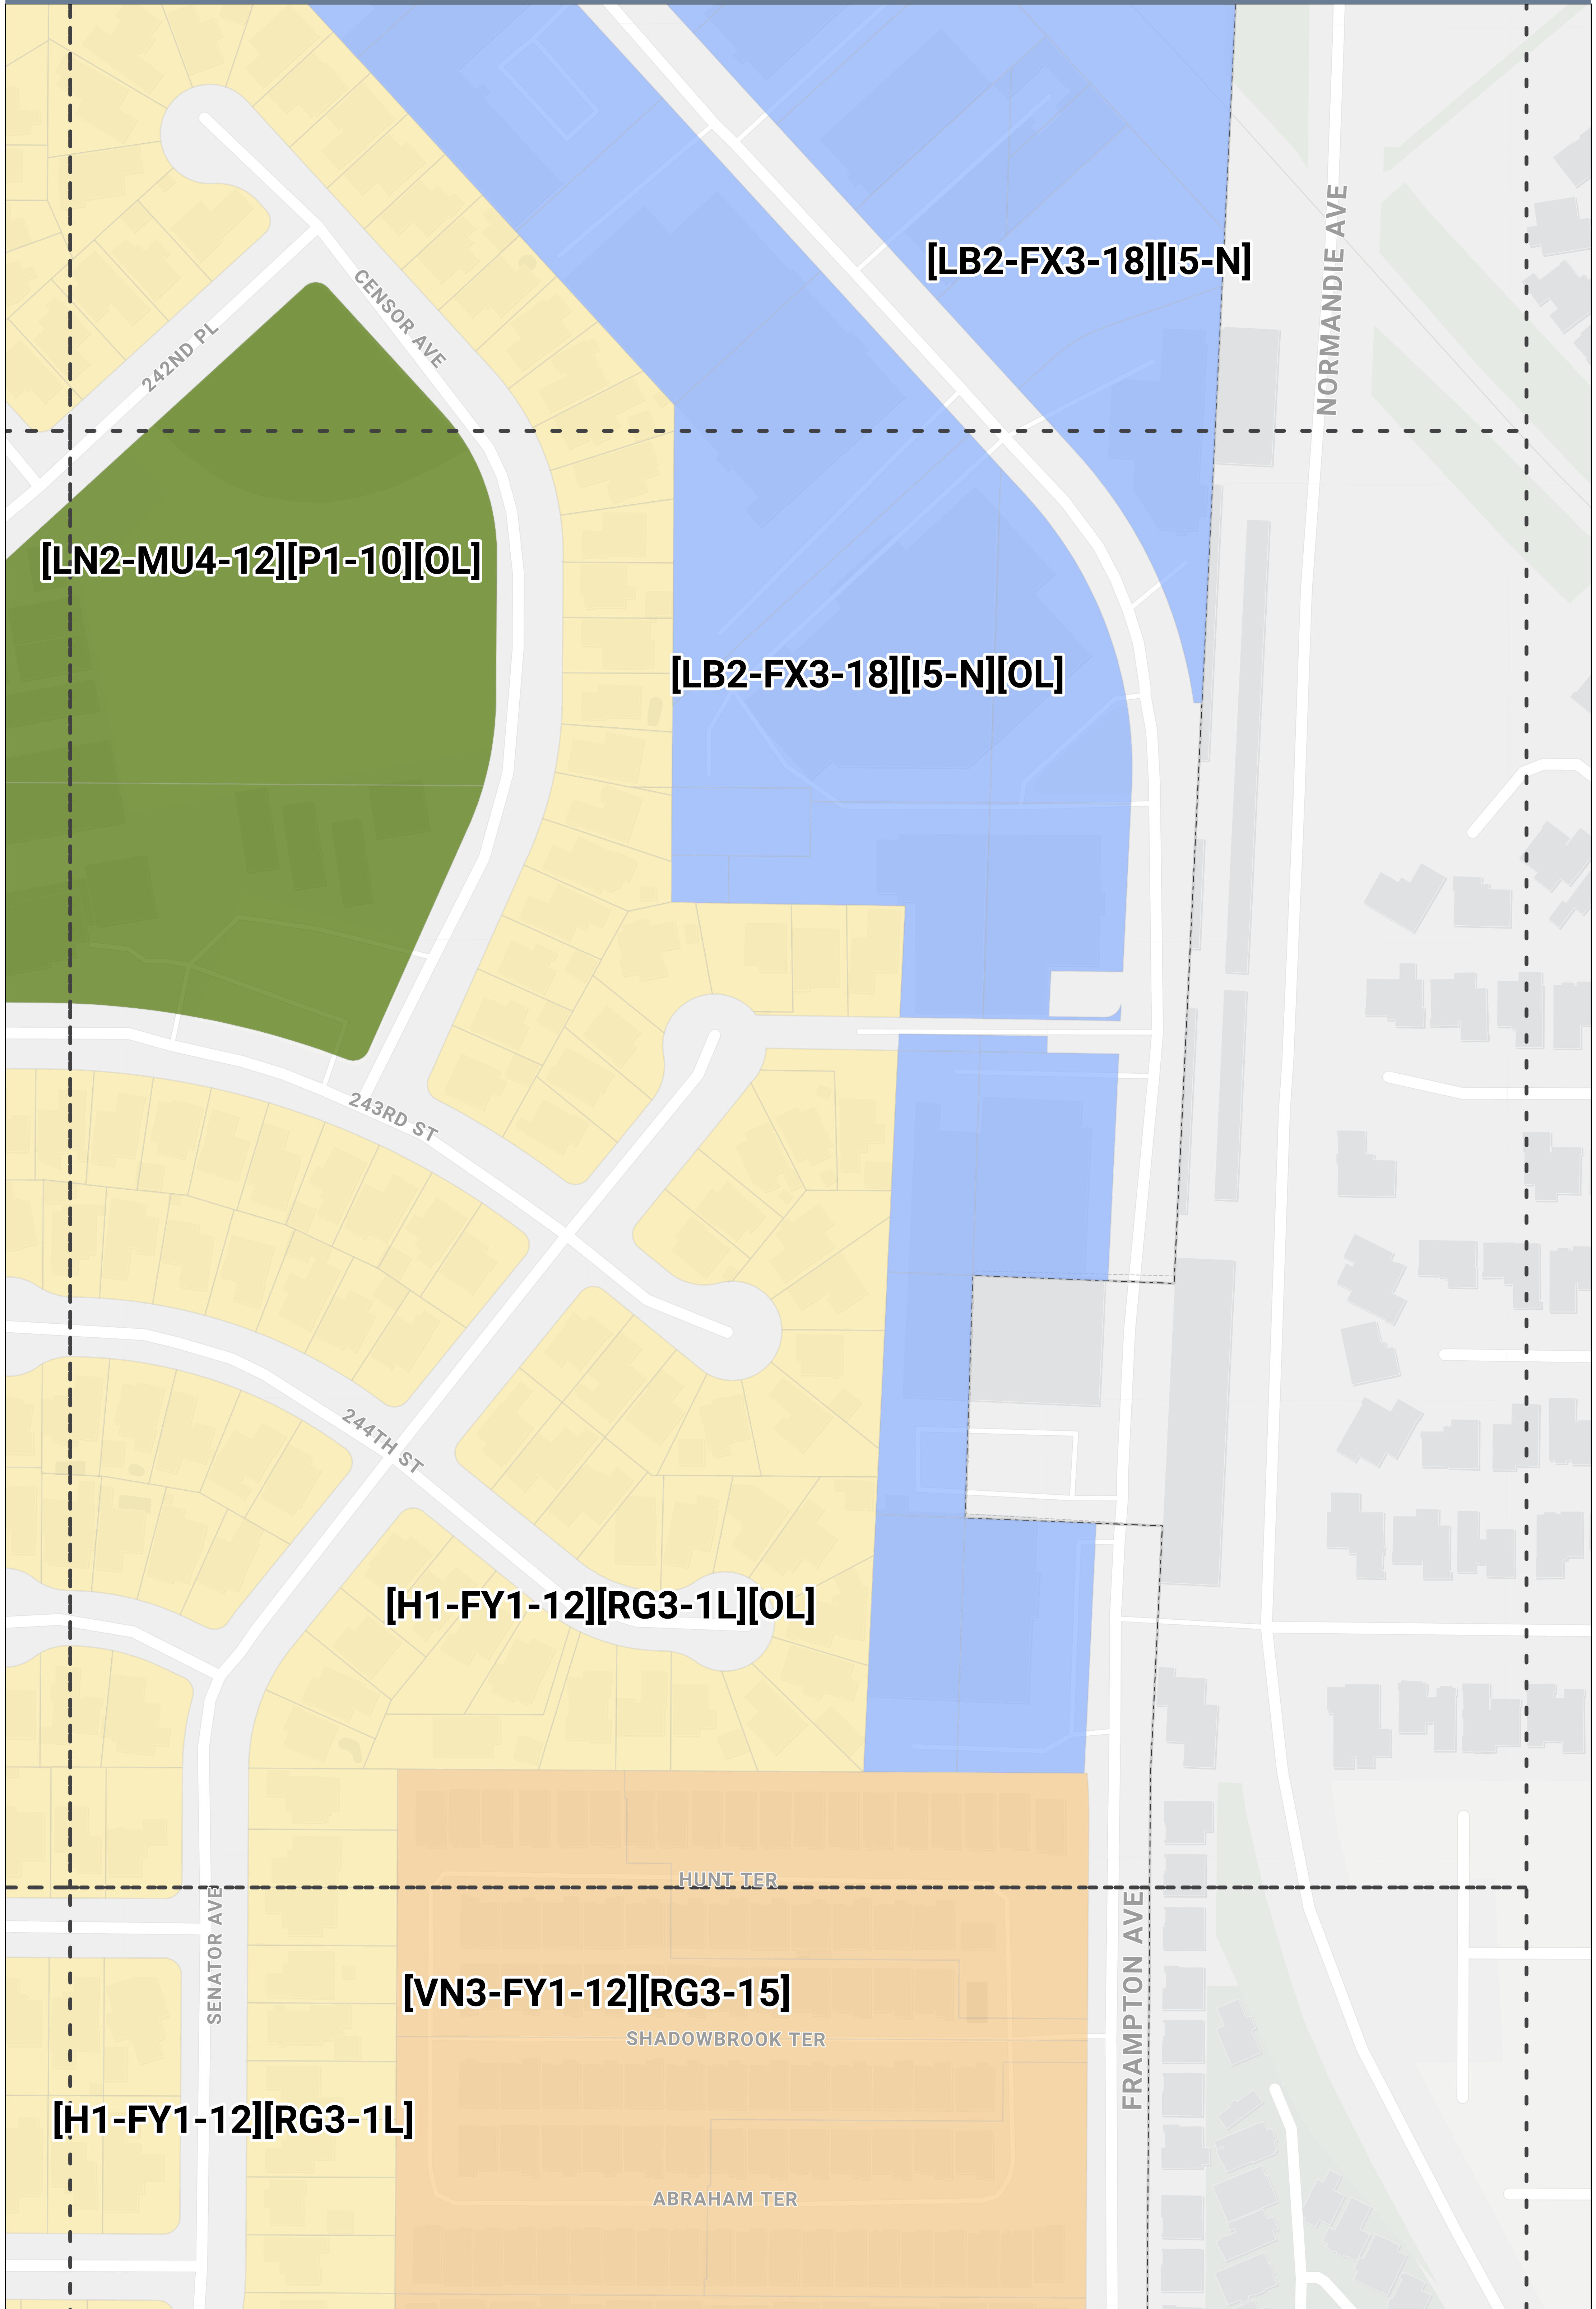 [LB2-FX3-18][I5-N]
NORMANDIE AVE
CENSOR AVE
242ND PL
[LN2-MU4-12][P1-10][OL]
[LB2-FX3-18][I5-N][OL]
243RD ST
244TH ST
[H1-FY1-12][RG3-1L][OL]
HUNT TER
SENATOR AVE
FRAMPTON AVE
[VN3-FY1-12][RG3-15]
SHADOWBROOK TER
[H1-FY1-12][RG3-1L]
ABRAHAM TER